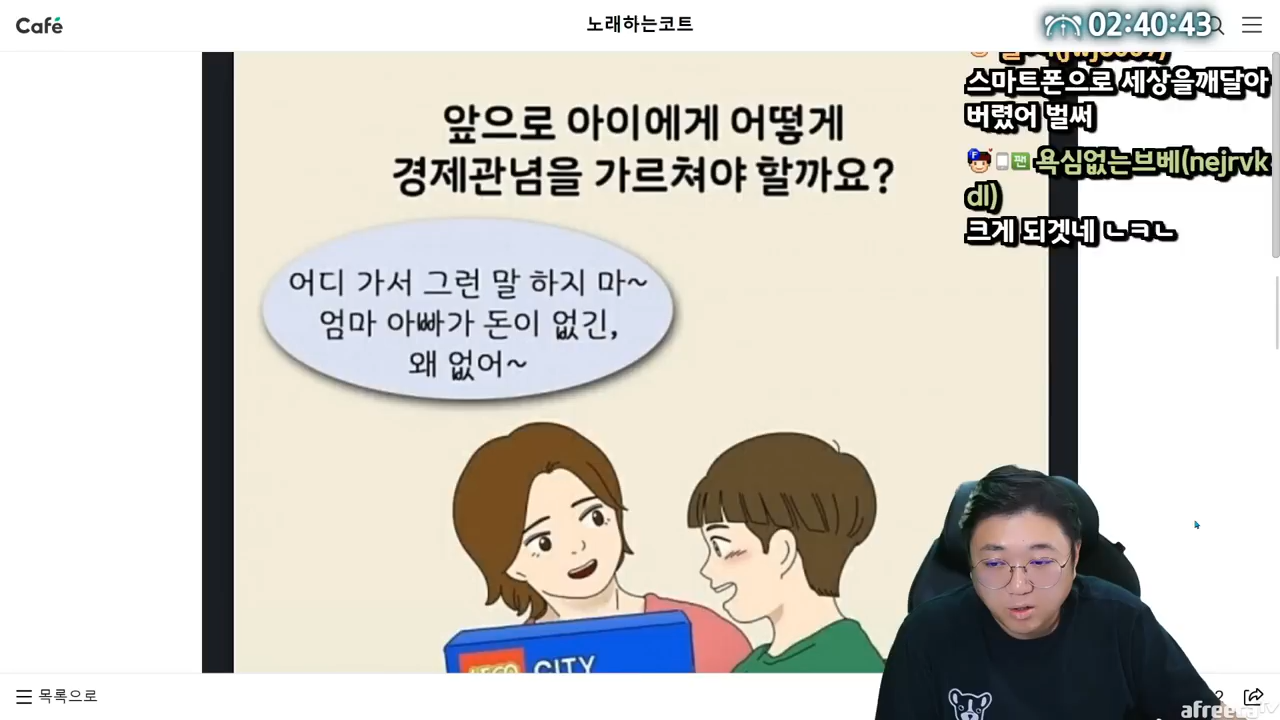 Café
노래하는코트
02:40:43
앞으로 아이에게 어떻게
경제관념을 가르쳐야 할까요?
어디 가서 그런 말 하지 마~
엄마 아빠가 돈이 없긴,
왜 없어~
LEGO CITY
스마트폰으로 세상을깨달아
버렸어 벌써
F 팬 욕심없는브베(nejrvk
dl)
크게 되겟네 ㄴㅋㄴ
목록으로
afreecaTV